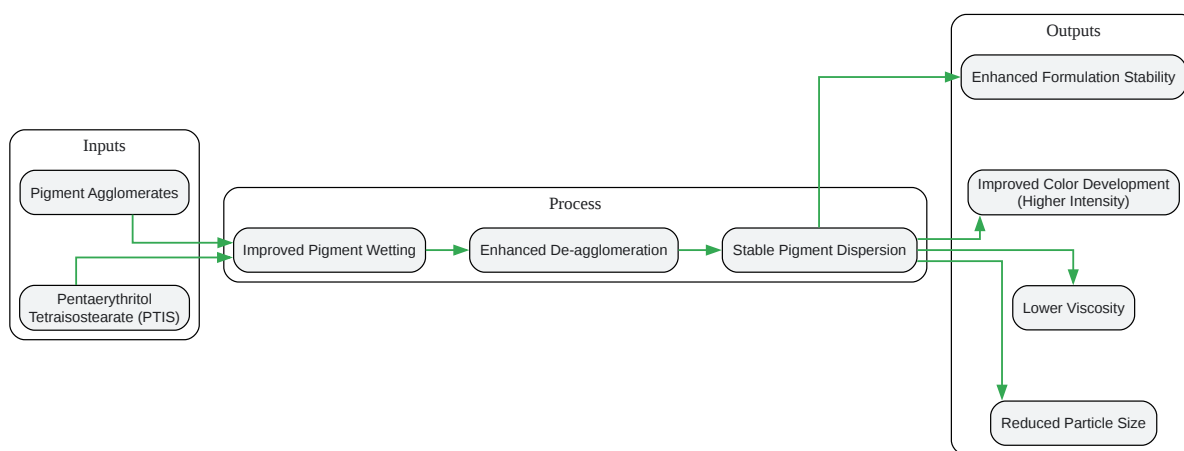 Inputs
Pigment Agglomerates
Pentaerythritol
Tetraisostearate (PTIS)
Process
Improved Pigment Wetting
Enhanced De-agglomeration
Stable Pigment Dispersion
Outputs
Enhanced Formulation Stability
Improved Color Development
(Higher Intensity)
Lower Viscosity
Reduced Particle Size